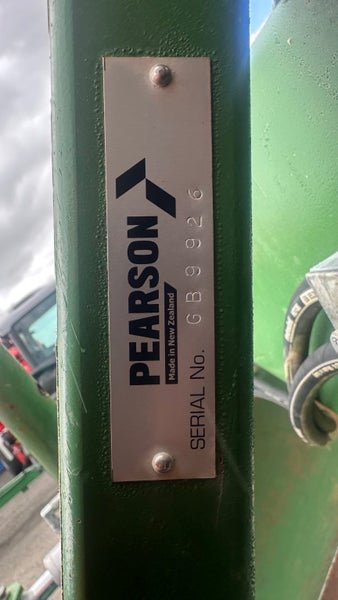 PEARSON
Made in New Zealand
SERIAL No. GB9926